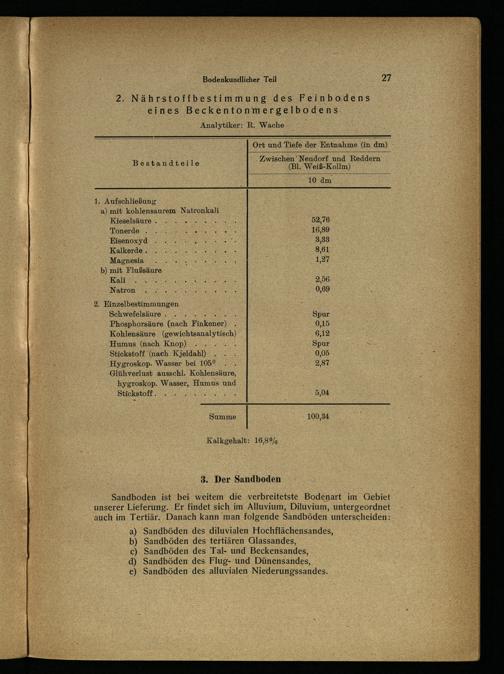 Bodenkundlicher Teil 27
2. Nährstoffbestimmung des Feinbodens
eines Beckentonmergelbodens
Analytiker: R. Wache
Bestandteile
Ort und Tiefe der Entnahme (in dm)
Zwischen Neudorf und Reddern
(Bl. Weiß-Kollm)
10 dm
1. Aufschließung
a) mit kohlensaurem Natronkali
Kieselsäure . . . . . . . . . 52,76
Tonerde . . . . . . . . . . 16,89
Eisenoxyd . . . . . . . . . 3,33
Kalkerde . . . . . . . . . . 8,61
Magnesia . . . . . . . . . 1,27
b) mit Flußsäure
Kali . . . . . . . . . . . 2,56
Natron . . . . . . . . . . 0,69
2. Einzelbestimmungen
Schwefelsäure . . . . . . . . Spur
Phosphorsäure (nach Finkener) . 0,15
Kohlensäure (gewichtsanalytisch) 6,12
Humus (nach Knop) . . . . . Spur
Stickstoff (nach Kjeldahl) . . . 0,05
Hygroskop. Wasser bei 105° . . 2,87
Glühverlust ausschl. Kohlensäure,
hygroskop. Wasser, Humus und
Stickstoff . . . . . . . . . 5,04
Summe 100,34
Kalkgehalt: 16,8%
3. Der Sandboden
Sandboden ist bei weitem die verbreitetste Bodenart im Gebiet
unserer Lieferung. Er findet sich im Alluvium, Diluvium, untergeordnet
auch im Tertiär. Danach kann man folgende Sandböden unterscheiden:
a) Sandböden des diluvialen Hochflächensandes,
b) Sandböden des tertiären Glassandes,
c) Sandböden des Tal- und Beckensandes,
d) Sandböden des Flug- und Dünensandes,
e) Sandböden des alluvialen Niederungssandes.